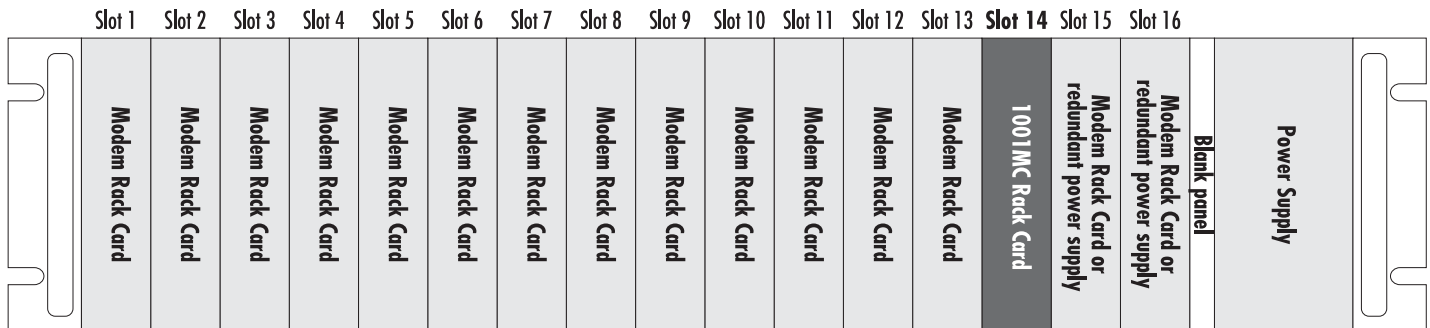 Slot 1 Slot 2 Slot 3 Slot 4 Slot 5 Slot 6 Slot 7 Slot 8 Slot 9 Slot 10 Slot 11 Slot 12 Slot 13 Slot 14 Slot 15 Slot 16
Modem Rack Card
Modem Rack Card
Modem Rack Card
Modem Rack Card
Modem Rack Card
Modem Rack Card
Modem Rack Card
Modem Rack Card
Modem Rack Card
Modem Rack Card
Modem Rack Card
Modem Rack Card
Modem Rack Card
1001MC Rack Card
Modem Rack Card or
redundant power supply
Modem Rack Card or
redundant power supply
Blank panel
Power Supply